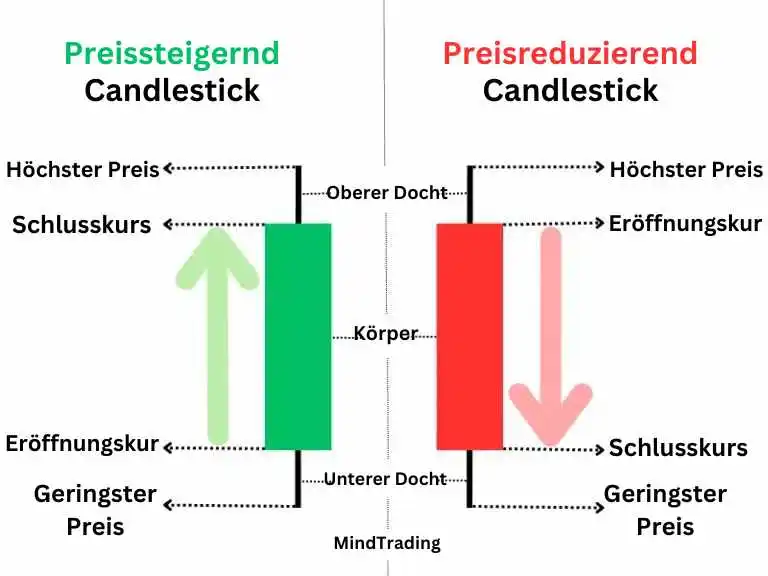 Preissteigernd
Candlestick
Preisreduzierend
Candlestick
Höchster Preis
Oberer Docht
Höchster Preis
Schlusskurs
Eröffnungskur
Körper
Eröffnungskur
Schlusskurs
Unterer Docht
Geringster
Preis
Geringster
Preis
MindTrading